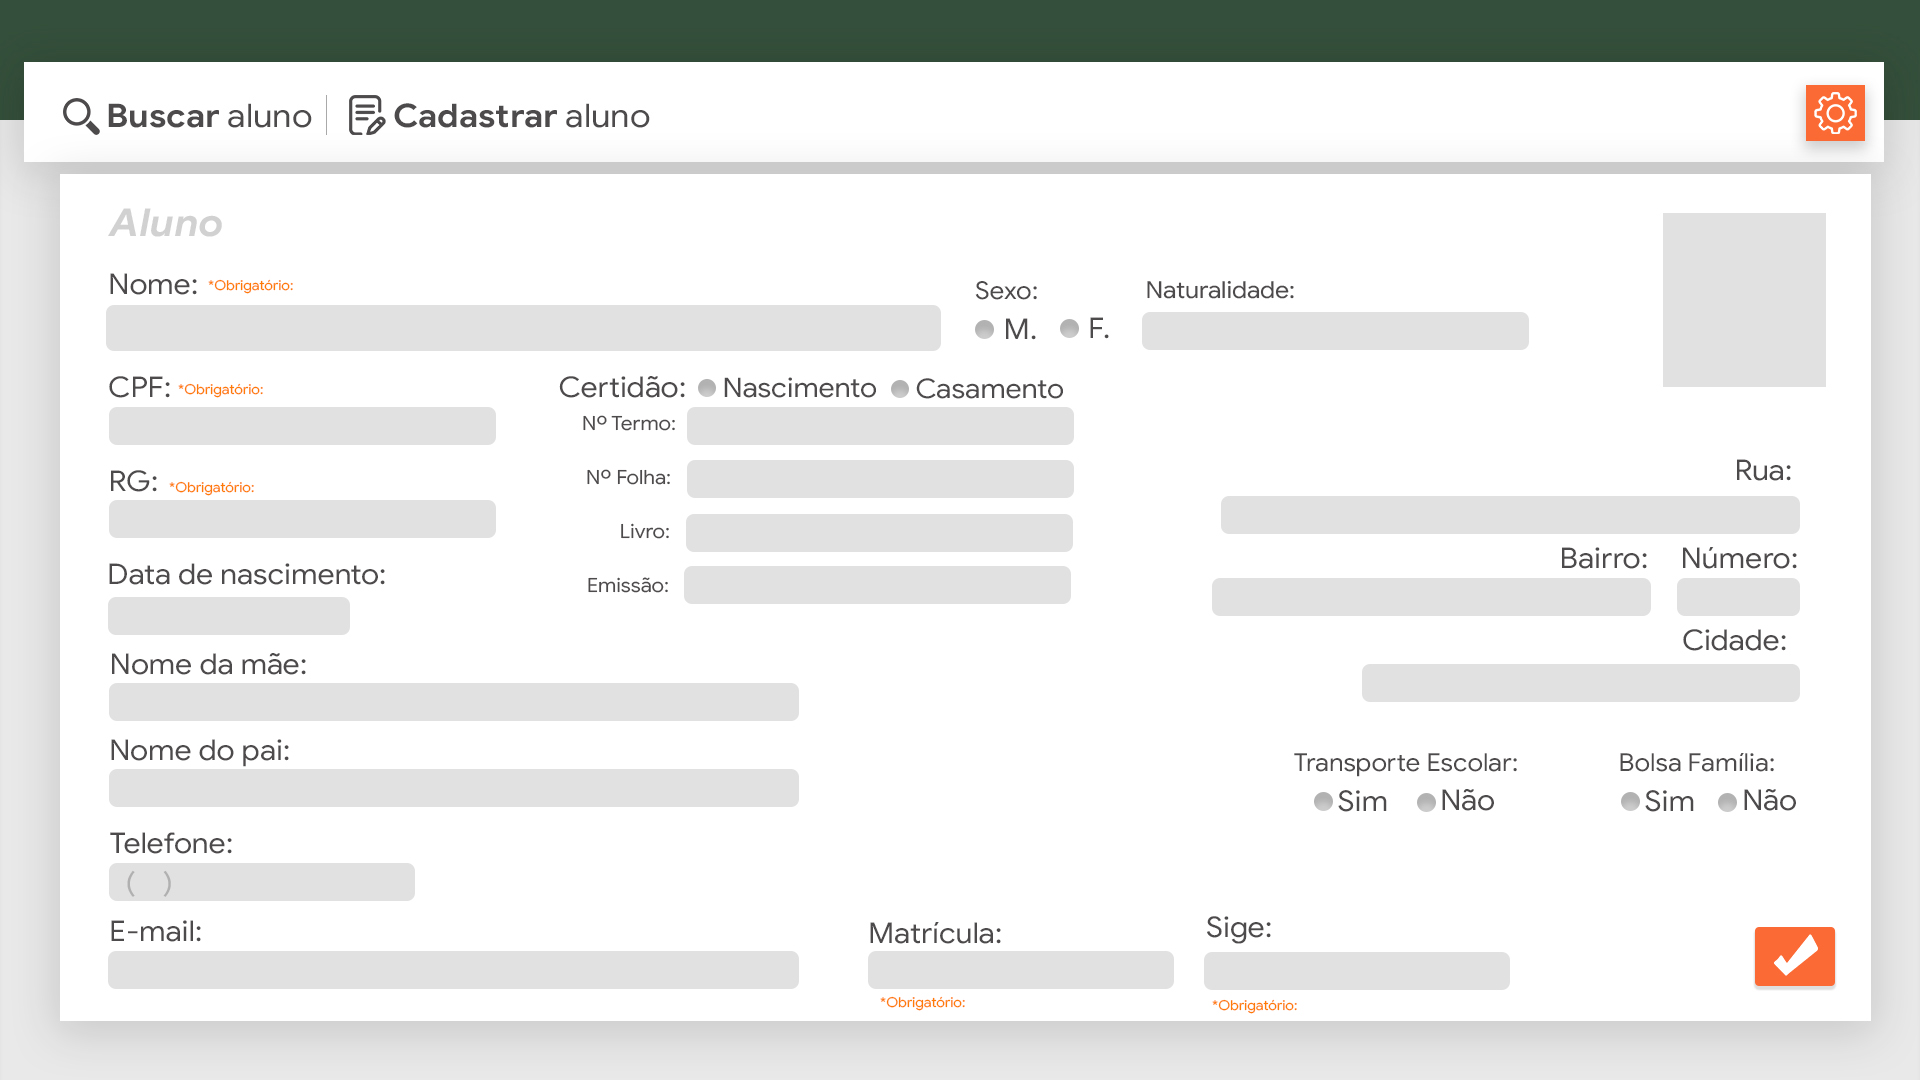 Buscar aluno
Cadastrar aluno
Aluno
Nome: *Obrigatório:
Sexo:
M. F.
Naturalidade:
CPF: *Obrigatório:
Certidão: Nascimento Casamento
Nº Termo:
Nº Folha:
Livro:
Emissão:
RG: *Obrigatório:
Data de nascimento:
Nome da mãe:
Nome do pai:
Telefone:
( )
E-mail:
Rua:
Bairro: Número:
Cidade:
Transporte Escolar:
Sim Não
Bolsa Família:
Sim Não
Matrícula:
*Obrigatório:
Sige:
*Obrigatório: